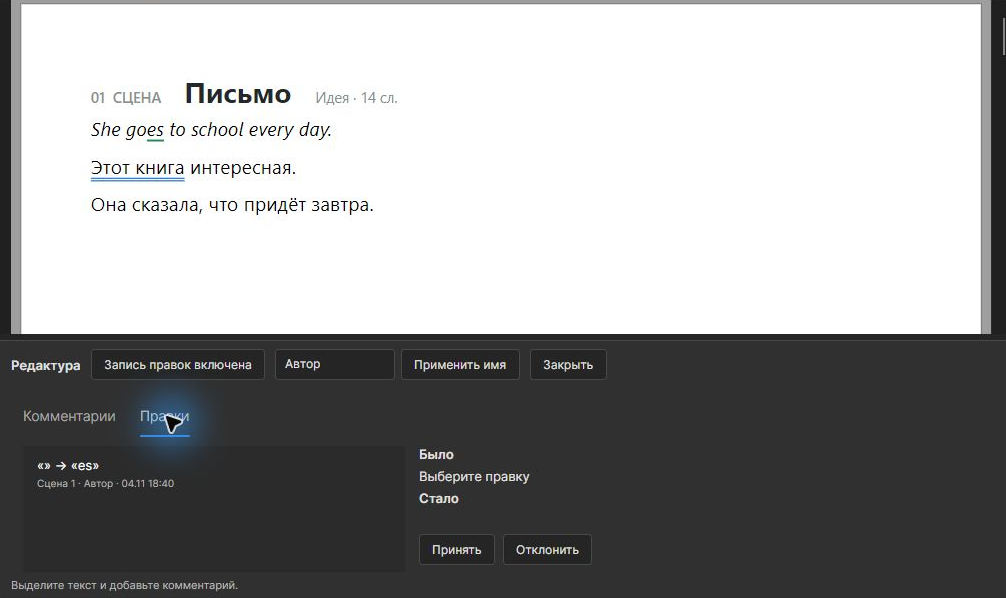 01 СЦЕНА Письмо Идея · 14 сл.
She goes to school every day.
Этот книга интересная.
Она сказала, что придёт завтра.
Редактура Запись правок включена Автор Применить имя Закрыть
Комментарии Правки
«» → «es»
Сцена 1 · Автор · 04.11 18:40
Было
Выберите правку
Стало
Принять Отклонить
Выделите текст и добавьте комментарий.